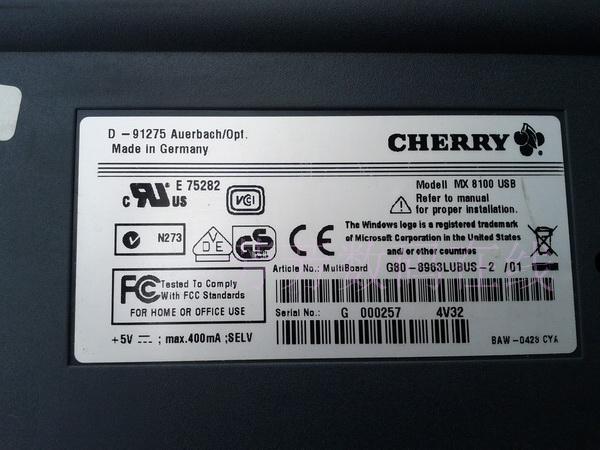 D -91275 Auerbach/Opf.
Made in Germany
CHERRY
c UL US E 75282
VCI
Modell MX 8100 USB
Refer to manual
for proper installation.
N273
VDE
GS
CE
The Windows logo is a registered trademark
of Microsoft Corporation in the United States
and/or other countries
Article No.: MultiBoard G80-8963LUBUS-2 /01
FCC Tested To Comply
With FCC Standards
FOR HOME OR OFFICE USE
Serial No.: G 000257 4V32
+5V ; max.400mA ;SELV
BAW-0428 CYA